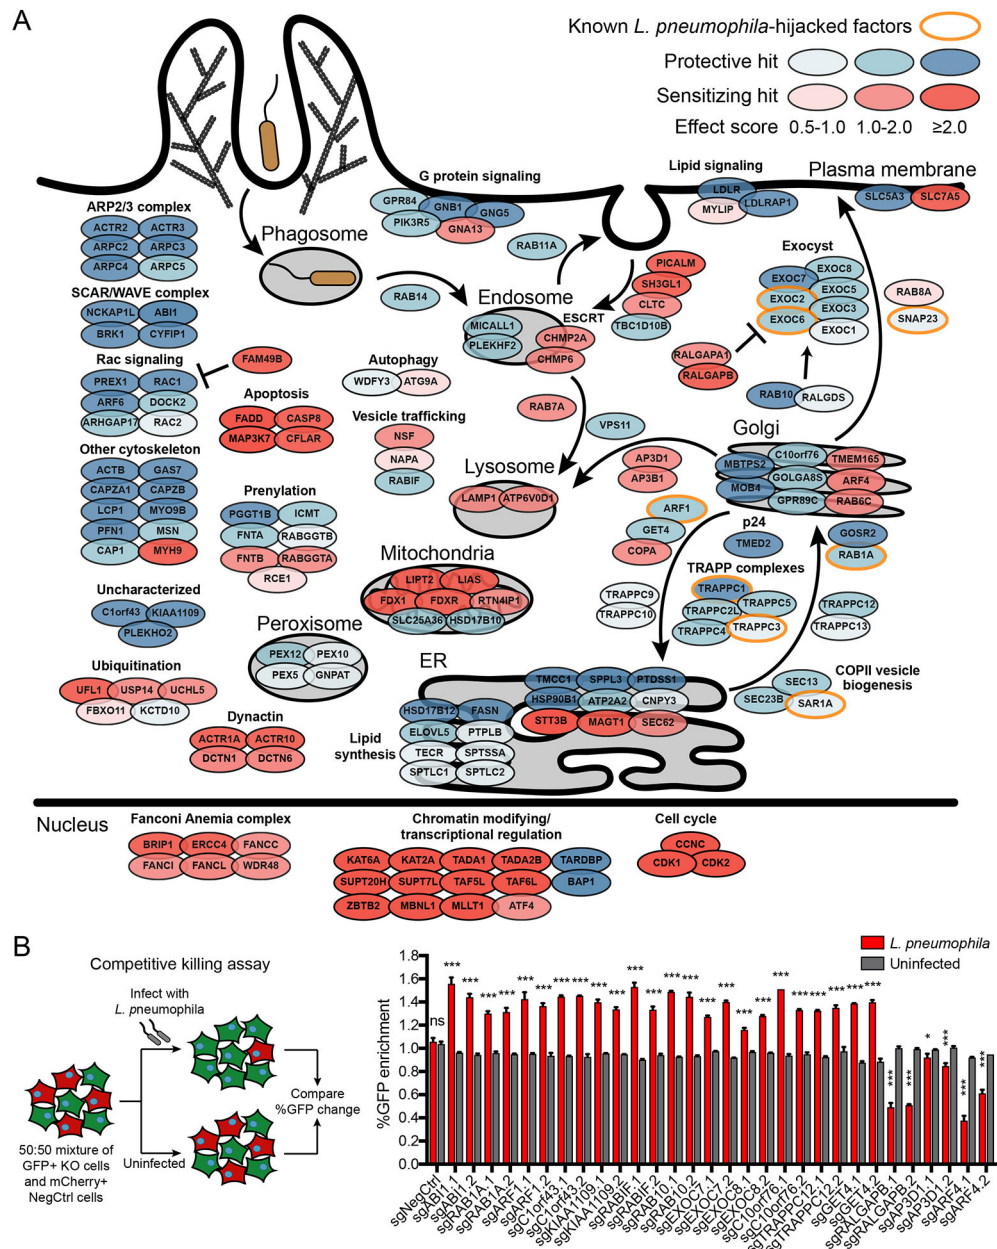 A
Known L. pneumophila-hijacked factors
Protective hit
Sensitizing hit
Effect score 0.5-1.0 1.0-2.0 ≥2.0
Plasma membrane
SLC5A3 SLC7A5
Lipid signaling
LDLR
MYLIP LDLRAP1
G protein signaling
GPR84 GNB1 GNG5
PIK3R5 GNA13
Phagosome
RAB14
RAB11A
Endosome
MICALL1
PLEKHF2
ESCRT
CHMP2A
CHMP6
PICALM
SH3GL1
CLTC
TBC1D10B
Exocyst
EXOC7 EXOC8
EXOC2 EXOC5
EXOC6 EXOC3
EXOC1
RALGAPA1
RALGAPB
RAB10 RALGDS
RAB8A
SNAP23
ARP2/3 complex
ACTR2 ACTR3
ARPC2 ARPC3
ARPC4 ARPC5
SCAR/WAVE complex
NCKAP1L ABI1
BRK1 CYFIP1
Rac signaling
PREX1 RAC1
ARF6 DOCK2
ARHGAP17 RAC2
FAM49B
Other cytoskeleton
ACTB GAS7
CAPZA1 CAPZB
LCP1 MYO9B
PFN1 MSN
CAP1 MYH9
Uncharacterized
C1orf43 KIAA1109
PLEKHO2
Ubiquitination
UFL1 USP14 UCHL5
FBXO11 KCTD10
Apoptosis
FADD CASP8
MAP3K7 CFLAR
Prenylation
PGGT1B ICMT
FNTA RABGGTB
FNTB RABGGTA
RCE1
Autophagy
WDFY3 ATG9A
Vesicle trafficking
NSF
NAPA
RABIF
RAB7A
VPS11
Lysosome
LAMP1 ATP6V0D1
AP3D1
AP3B1
Golgi
MBTPS2 C10orf76 TMEM165
MOB4 GOLGA8S ARF4
GPR89C RAB6C
ARF1
GET4
COPA
p24
TMED2
GOSR2
RAB1A
TRAPP complexes
TRAPPC9
TRAPPC10
TRAPPC1
TRAPPC2L TRAPPC5
TRAPPC4 TRAPPC3
TRAPPC12
TRAPPC13
COPII vesicle
biogenesis
SEC13
SEC23B SAR1A
Mitochondria
LIPT2 LIAS
FDX1 FDXR RTN4IP1
SLC25A36 HSD17B10
Peroxisome
PEX12 PEX10
PEX5 GNPAT
Dynactin
ACTR1A ACTR10
DCTN1 DCTN6
ER
TMCC1 SPPL3 PTDSS1
HSP90B1 ATP2A2 CNPY3
STT3B MAGT1 SEC62
Lipid
synthesis
HSD17B12 FASN
ELOVL5 PTPLB
TECR SPTSSA
SPTLC1 SPTLC2
Nucleus
Fanconi Anemia complex
BRIP1 ERCC4 FANCC
FANCI FANCL WDR48
Chromatin modifying/
transcriptional regulation
KAT6A KAT2A TADA1 TADA2B TARDBP
SUPT20H SUPT7L TAF5L TAF6L BAP1
ZBTB2 MBNL1 MLLT1 ATF4
Cell cycle
CCNC
CDK1 CDK2
B
Competitive killing assay
Infect with
L. pneumophila
Uninfected
Compare
%GFP change
50:50 mixture of
GFP+ KO cells
and mCherry+
NegCtrl cells
L. pneumophila
Uninfected
%GFP enrichment
1.8
1.6
1.4
1.2
1.0
0.8
0.6
0.4
0.2
0.0
ns *** *** *** *** *** *** *** *** *** *** *** *** *** *** *** *** *** *** *** *** *** *** *** *** *** *** * *** *** ***
sgNegCtrl
sgABI1.1
sgABI1.2
sgRAB1A.1
sgRAB1A.2
sgARF1.1
sgARF1.2
sgC1orf43.1
sgC1orf43.2
sgKIAA1109.1
sgKIAA1109.2
sgRABIF.1
sgRABIF.2
sgRAB10.1
sgRAB10.2
sgEXOC7.1
sgEXOC7.2
sgEXOC8.1
sgEXOC8.2
sgC10orf76.1
sgC10orf76.2
sgTRAPPC12.1
sgTRAPPC12.2
sgGET4.1
sgGET4.2
sgRALGAPB.1
sgRALGAPB.2
sgAP3D1.1
sgAP3D1.2
sgARF4.1
sgARF4.2